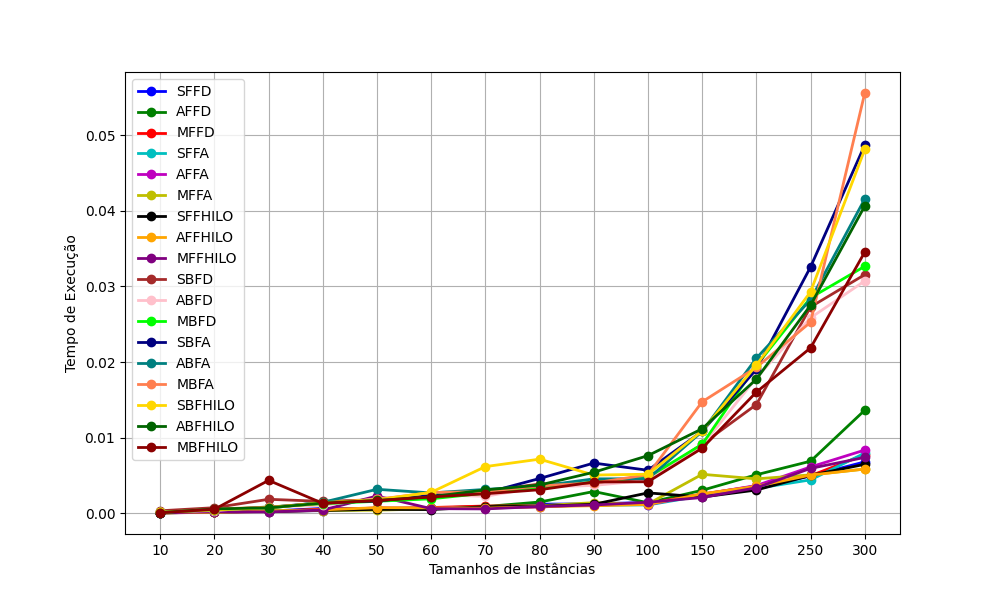 SFFD
AFFD
MFFD
SFFA
AFFA
MFFA
SFFHILO
AFFHILO
MFFHILO
SBFD
ABFD
MBFD
SBFA
ABFA
MBFA
SBFHILO
ABFHILO
MBFHILO
0.05
0.04
0.03
0.02
0.01
0.00
Tempo de Execução
10 20 30 40 50 60 70 80 90 100 150 200 250 300
Tamanhos de Instâncias